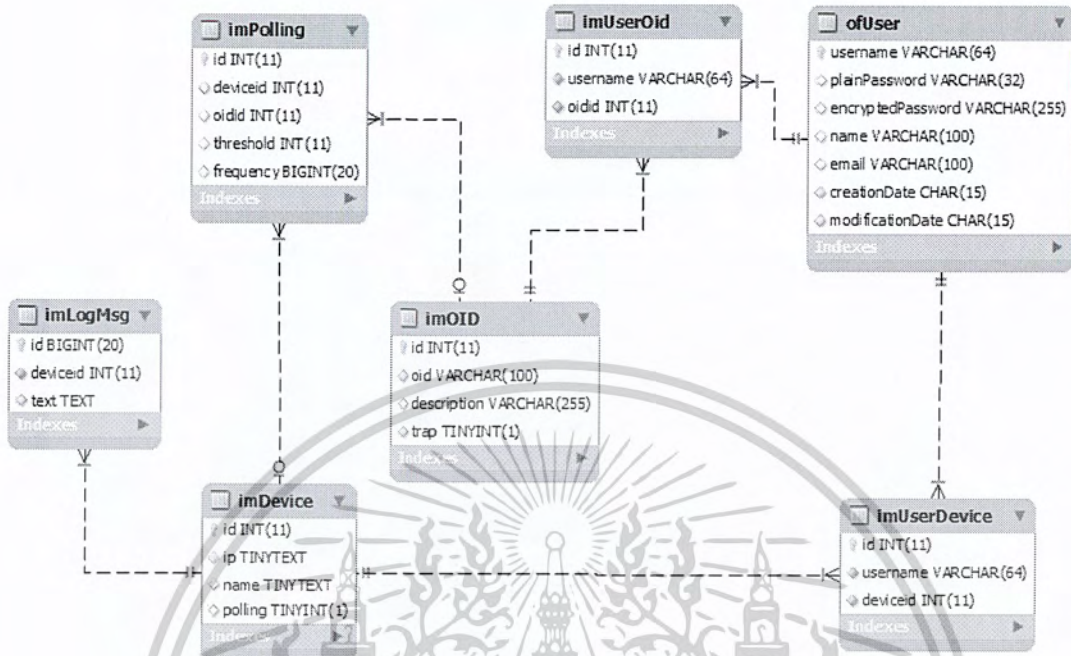 imPolling
id INT(11)
deviceid INT(11)
oidId INT(11)
threshold INT(11)
frequency BIGINT(20)
Indexes
imUserOid
id INT(11)
username VARCHAR(64)
oidid INT(11)
Indexes
ofUser
username VARCHAR(64)
plainPassword VARCHAR(32)
encryptedPassword VARCHAR(255)
name VARCHAR(100)
email VARCHAR(100)
creationDate CHAR(15)
modificationDate CHAR(15)
Indexes
imLogMsg
id BIGINT(20)
deviceid INT(11)
text TEXT
Indexes
imOID
id INT(11)
oid VARCHAR(100)
description VARCHAR(255)
trap TINYINT(1)
Indexes
imDevice
id INT(11)
ip TINYTEXT
name TINYTEXT
polling TINYINT(1)
Indexes
imUserDevice
id INT(11)
username VARCHAR(64)
deviceid INT(11)
Indexes